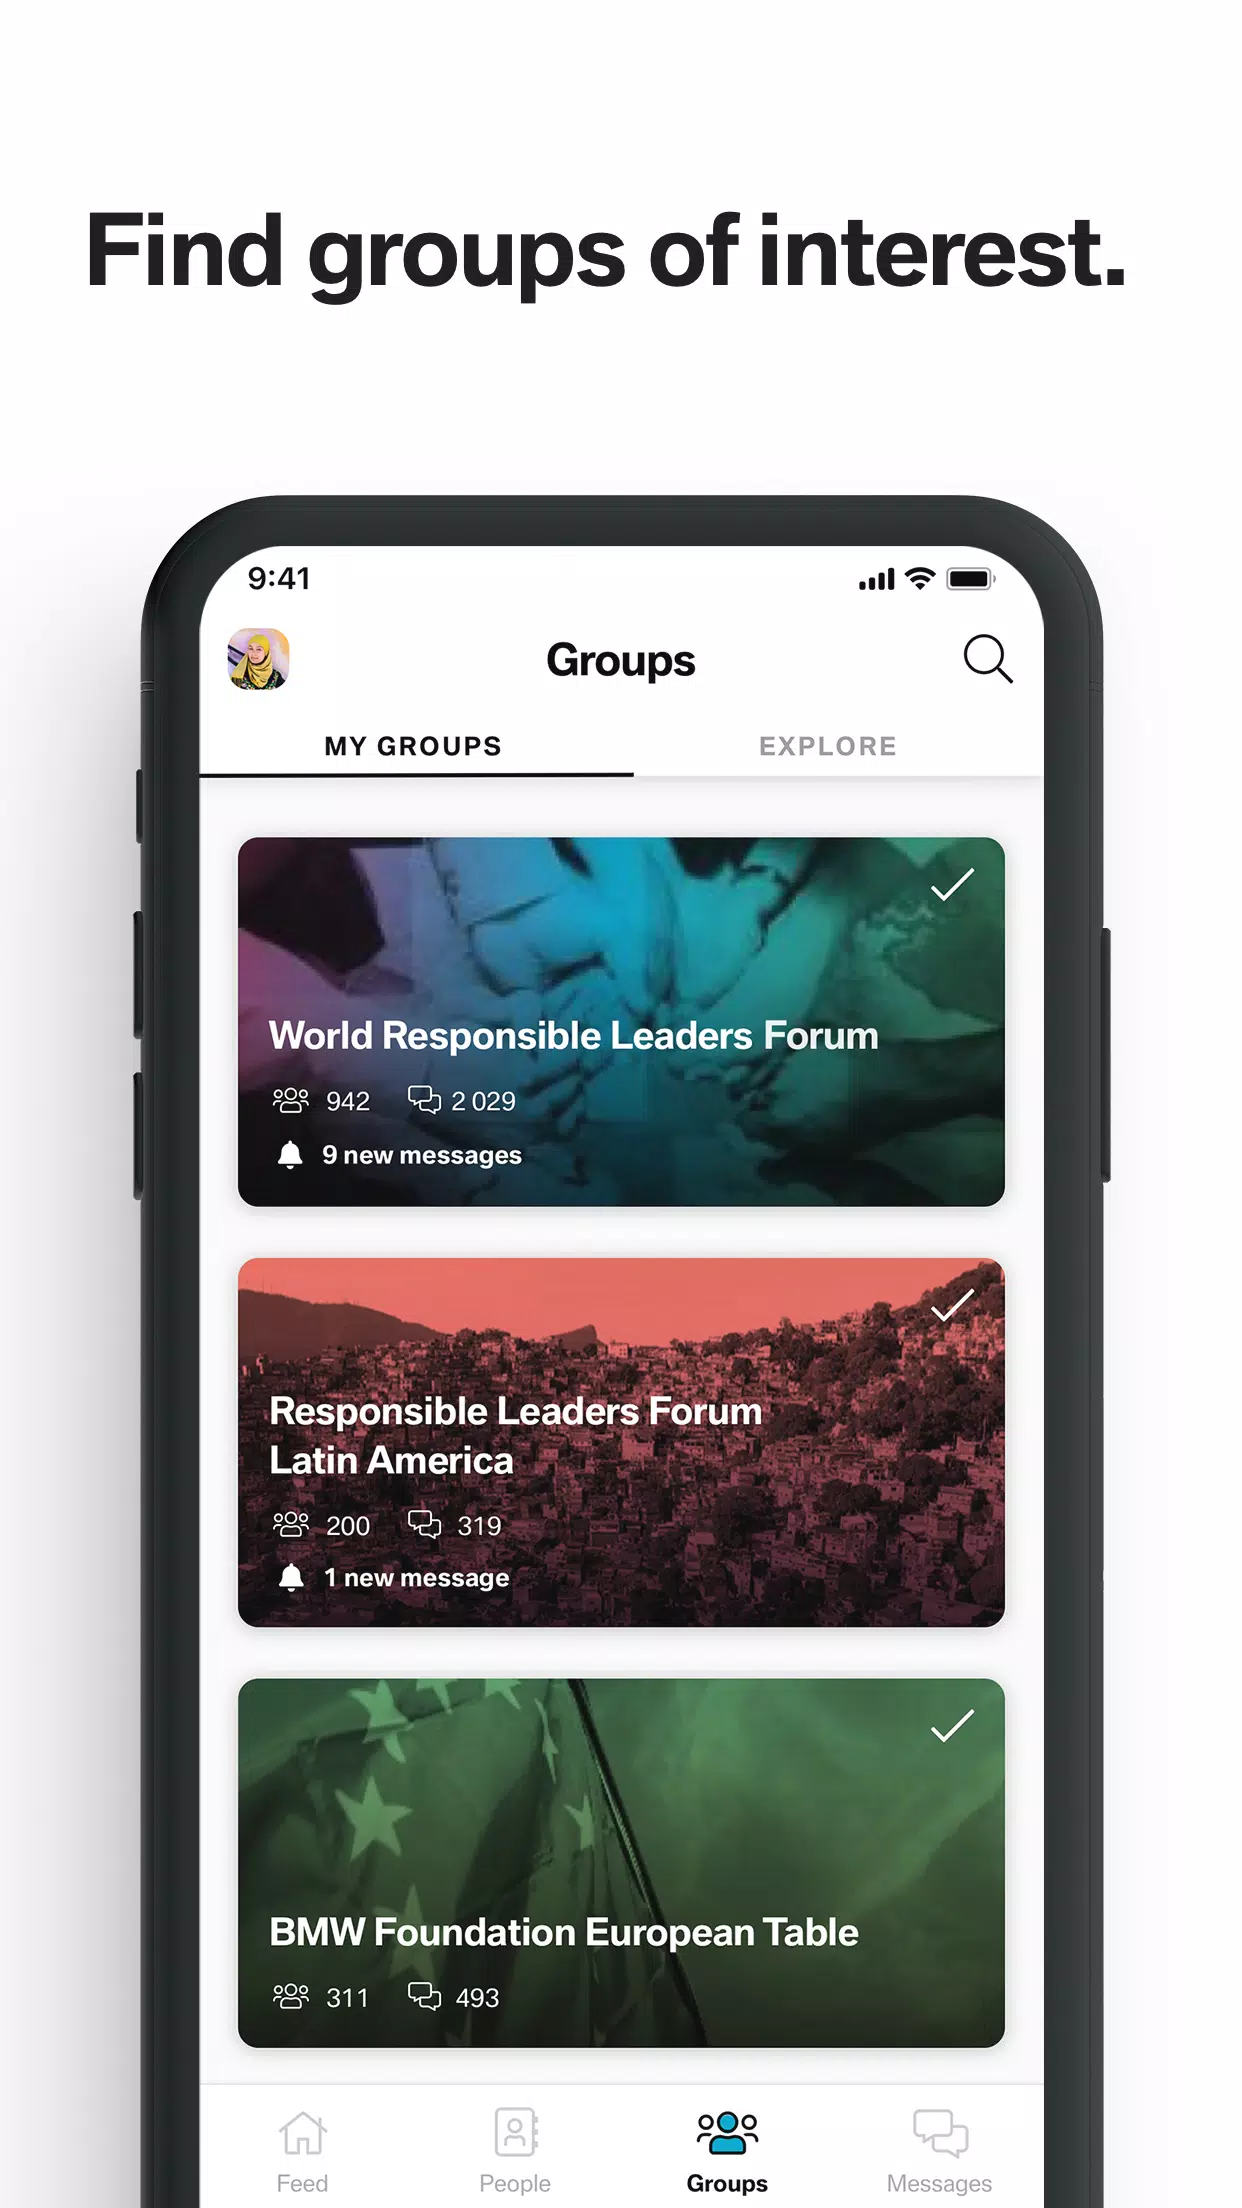 Find groups of interest.
9:41
Groups
MY GROUPS
EXPLORE
World Responsible Leaders Forum
942
2 029
9 new messages
Responsible Leaders Forum
Latin America
200
319
1 new message
BMW Foundation European Table
311
493
Feed
People
Groups
Messages